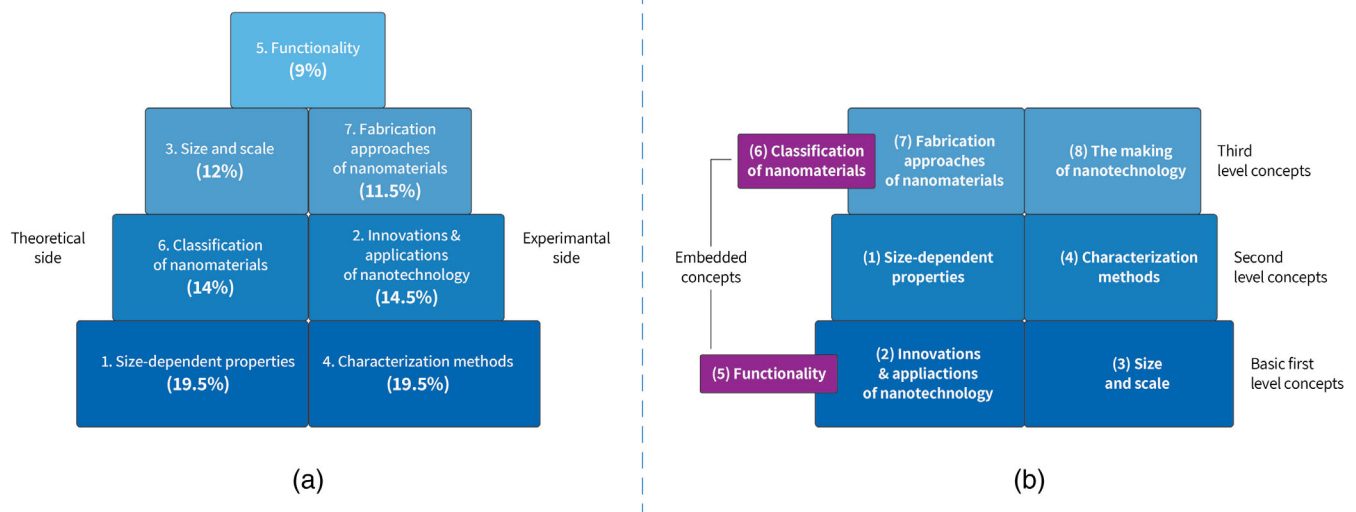 5. Functionality
(9%)
3. Size and scale
(12%)
7. Fabrication
approaches
of nanomaterials
(11.5%)
Theoretical
side
6. Classification
of nanomaterials
(14%)
2. Innovations &
applications
of nanotechnology
(14.5%)
Experimantal
side
1. Size-dependent properties
(19.5%)
4. Characterization methods
(19.5%)
(a)
(6) Classification
of nanomaterials
(7) Fabrication
approaches
of nanomaterials
(8) The making
of nanotechnology
Third
level concepts
Embedded
concepts
(1) Size-dependent
properties
(4) Characterization
methods
Second
level concepts
(5) Functionality
(2) Innovations
& appliactions
of nanotechnology
(3) Size
and scale
Basic first
level concepts
(b)